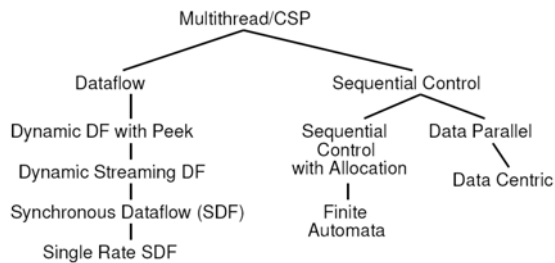 Multithread/CSP
Dataflow
Sequential Control
Dynamic DF with Peek
Dynamic Streaming DF
Synchronous Dataflow (SDF)
Single Rate SDF
Sequential
Control
with Allocation
Finite
Automata
Data Parallel
Data Centric